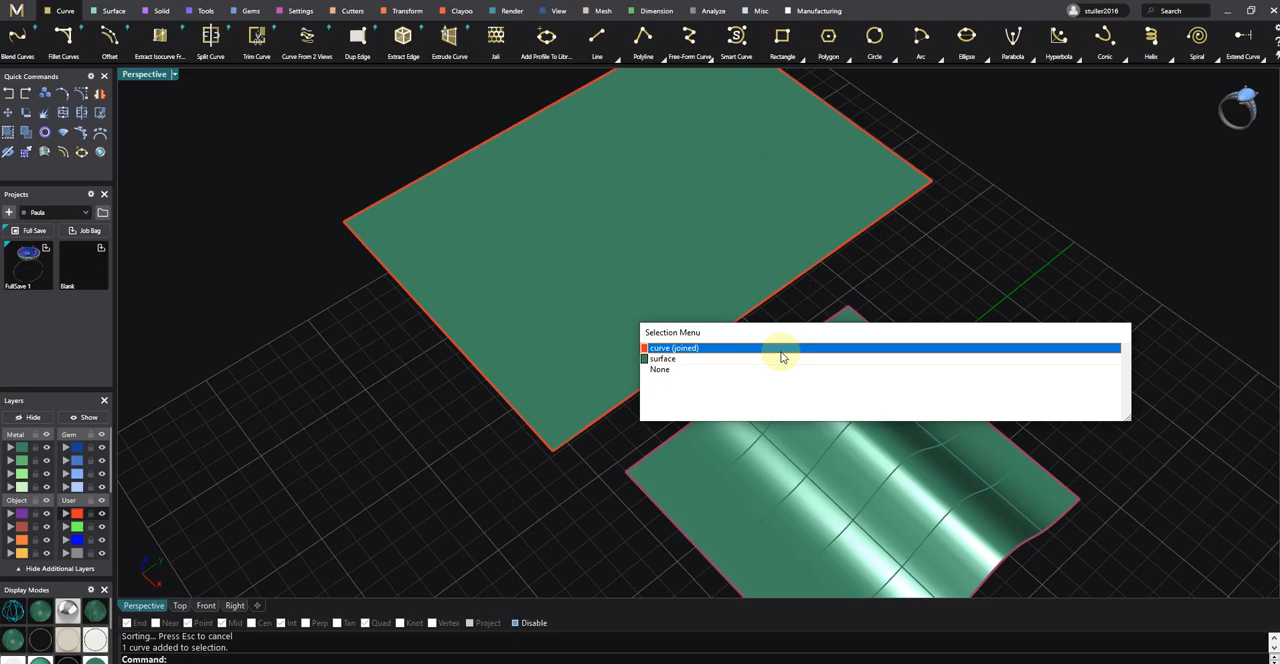 Curve Surface Solid Tools Gems Settings Cutters Transform Clayoo Render View Mesh Dimension Analyze Misc Manufacturing stuller2016 Search
Blend Curves Fillet Curves Offset Extract Isocurve From Split Curve Trim Curve Curve From 2 Views Dup Edge Extract Edge Extrude Curve Jali Add Profile To Libr... Line Polyline Free-Form Curve Smart Curve Rectangle Polygon Circle Arc Ellipse Parabola Hyperbola Conic Helix Spiral Extend Curve
Quick Commands
Perspective
Projects
Paula
Full Save Job Bag
FullSave 1 Blank
Selection Menu
curve (joined)
surface
None
Layers
Hide Show
Metal Gem
Object User
Hide Additional Layers
Display Modes
z y
x
Perspective Top Front Right
End Near Point Mid Cen Int Perp Tan Quad Knot Vertex Project Disable
Sorting... Press Esc to cancel
1 curve added to selection.
Command: